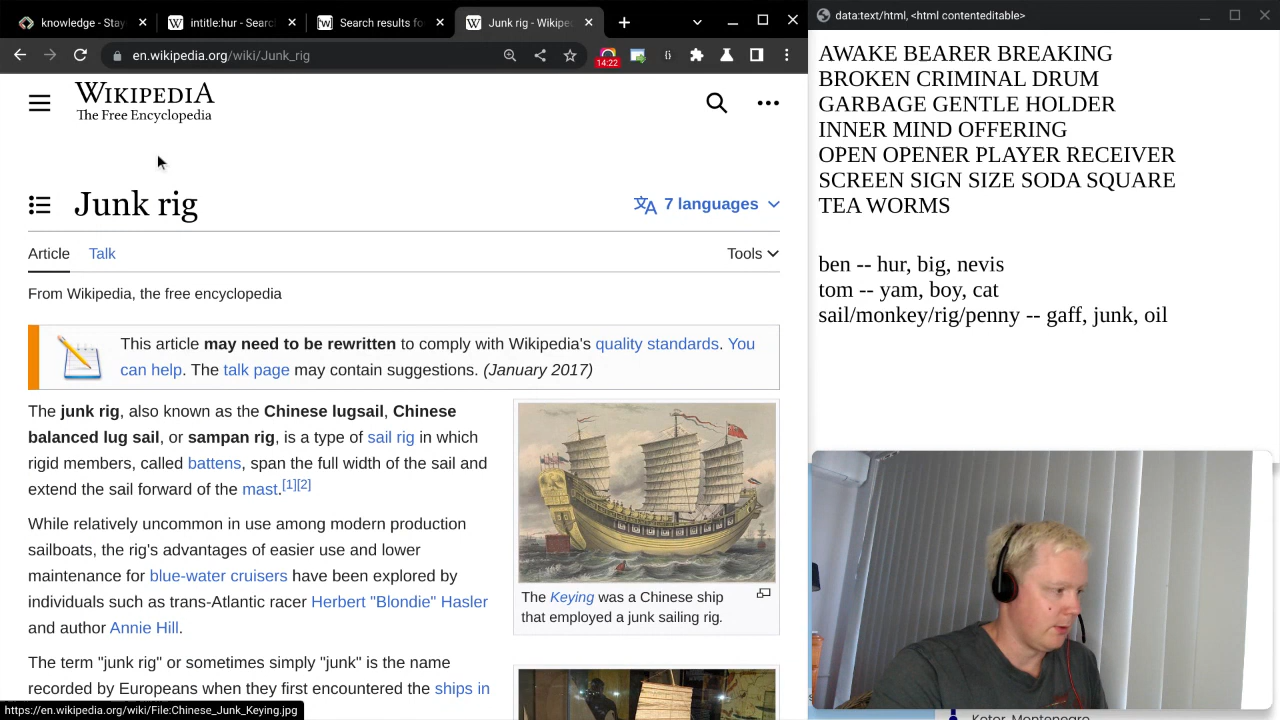 knowledge - Stay
intitle:hur - Searc
Search results fo
Junk rig - Wikipe
en.wikipedia.org/wiki/Junk_rig
14:22
WIKIPEDIA
The Free Encyclopedia
Junk rig
7 languages
Article
Talk
Tools
From Wikipedia, the free encyclopedia
This article may need to be rewritten to comply with Wikipedia's quality standards. You
can help. The talk page may contain suggestions. (January 2017)
The junk rig, also known as the Chinese lugsail, Chinese
balanced lug sail, or sampan rig, is a type of sail rig in which
rigid members, called battens, span the full width of the sail and
extend the sail forward of the mast.[1][2]
While relatively uncommon in use among modern production
sailboats, the rig's advantages of easier use and lower
maintenance for blue-water cruisers have been explored by
individuals such as trans-Atlantic racer Herbert "Blondie" Hasler
and author Annie Hill.
The term "junk rig" or sometimes simply "junk" is the name
recorded by Europeans when they first encountered the ships in
The Keying was a Chinese ship
that employed a junk sailing rig.
https://en.wikipedia.org/wiki/File:Chinese_Junk_Keying.jpg
data:text/html, <html contenteditable>
AWAKE BEARER BREAKING
BROKEN CRIMINAL DRUM
GARBAGE GENTLE HOLDER
INNER MIND OFFERING
OPEN OPENER PLAYER RECEIVER
SCREEN SIGN SIZE SODA SQUARE
TEA WORMS
ben -- hur, big, nevis
tom -- yam, boy, cat
sail/monkey/rig/penny -- gaff, junk, oil
Kotor, Montenegro